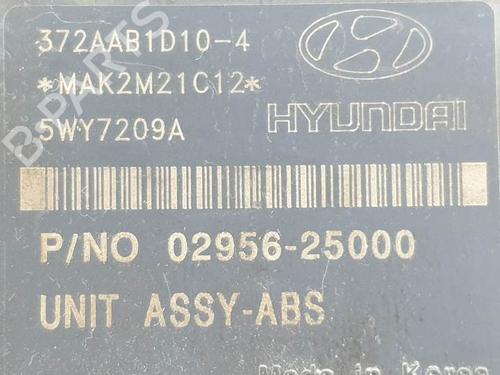 372AAB1D10-4
*MAK2M21C12*
5WY7209A
HYUNDAI
P/NO 02956-25000
UNIT ASSY-ABS
Made in Korea
B-PARTS